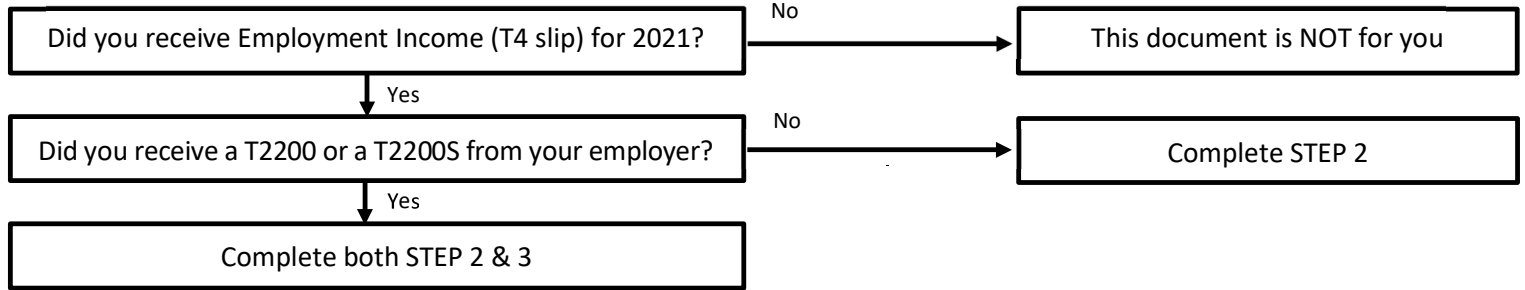 Did you receive Employment Income (T4 slip) for 2021?
No
This document is NOT for you
Yes
Did you receive a T2200 or a T2200S from your employer?
No
Complete STEP 2
Yes
Complete both STEP 2 & 3